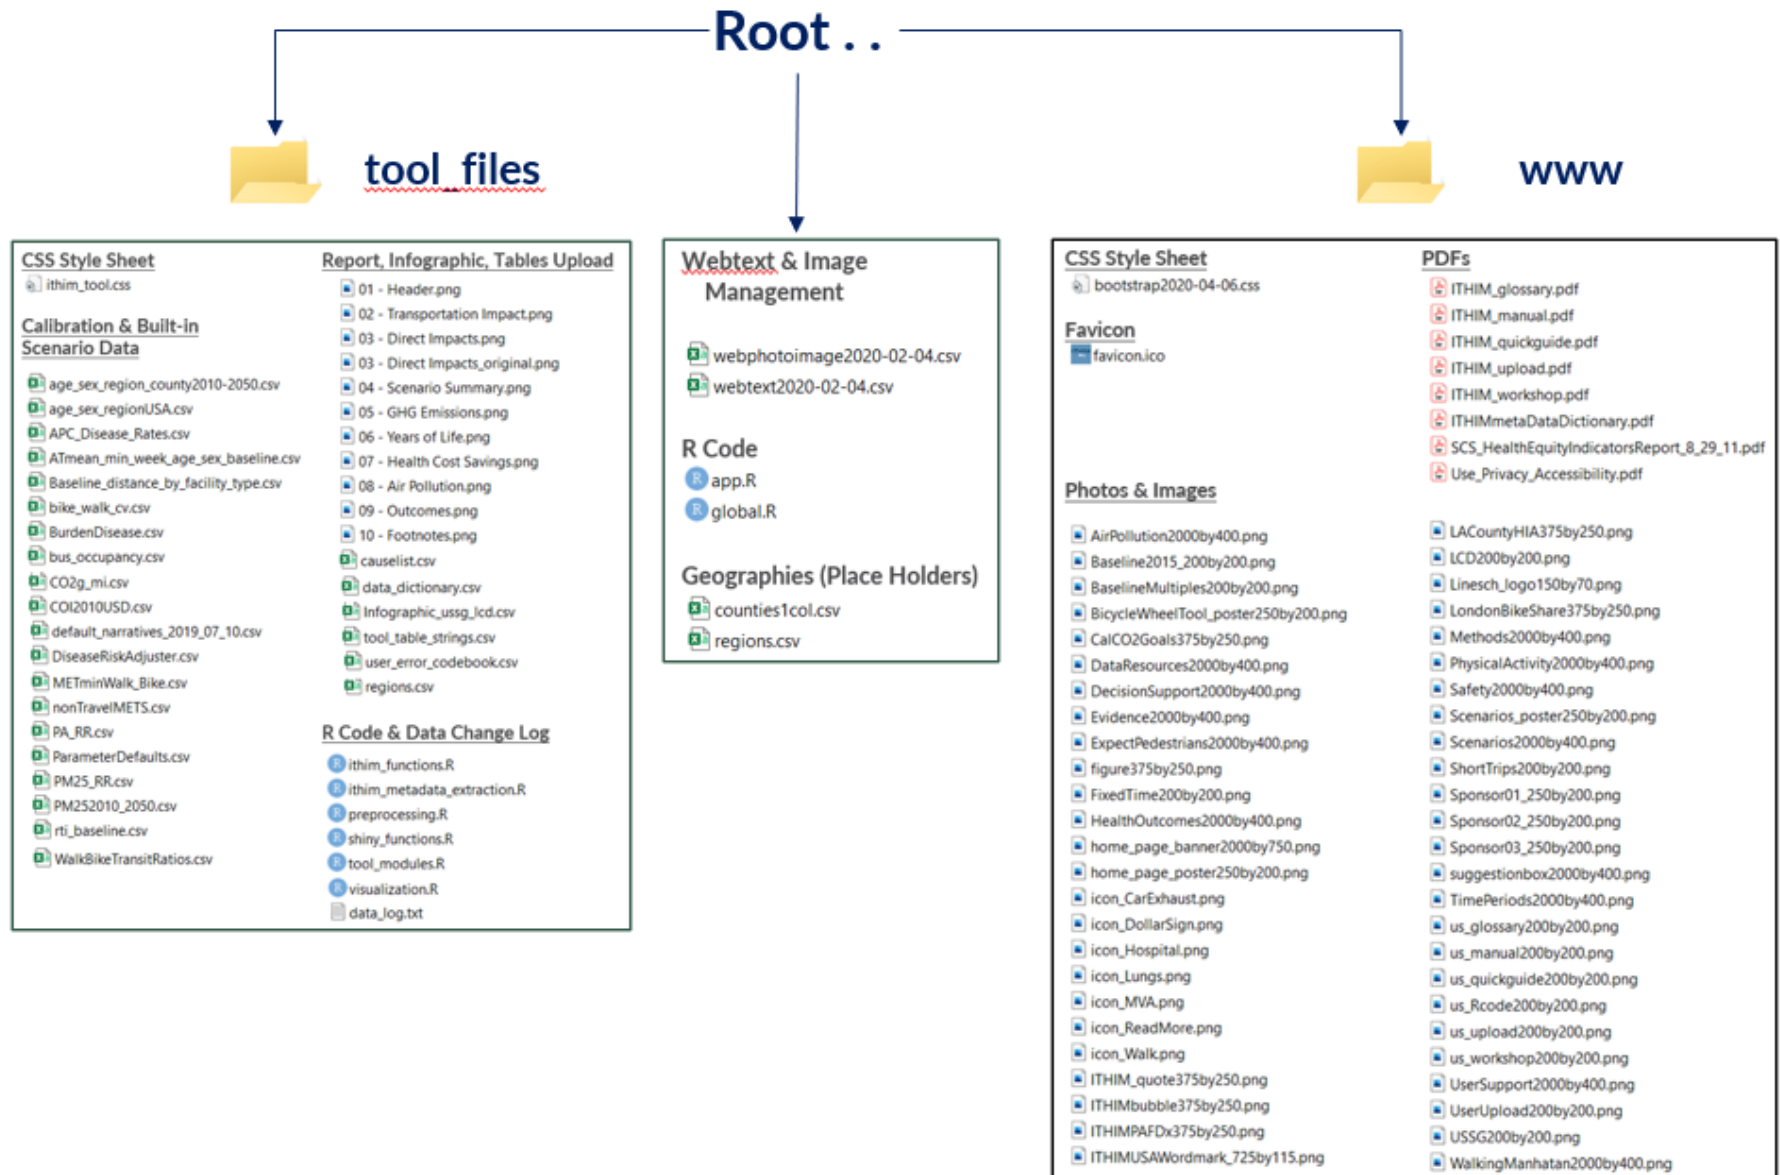 Root . .
tool_files
www
CSS Style Sheet
ithim_tool.css
Calibration & Built-in
Scenario Data
age_sex_region_county2010-2050.csv
age_sex_regionUSA.csv
APC_Disease_Rates.csv
ATmean_min_week_age_sex_baseline.csv
Baseline_distance_by_facility_type.csv
bike_walk_cv.csv
BurdenDisease.csv
bus_occupancy.csv
CO2g_mi.csv
COI2010USD.csv
default_narratives_2019_07_10.csv
DiseaseRiskAdjuster.csv
METminWalk_Bike.csv
nonTravelMETS.csv
PA_RR.csv
ParameterDefaults.csv
PM25_RR.csv
PM252010_2050.csv
rti_baseline.csv
WalkBikeTransitRatios.csv
Report, Infographic, Tables Upload
01 - Header.png
02 - Transportation Impact.png
03 - Direct Impacts.png
03 - Direct Impacts_original.png
04 - Scenario Summary.png
05 - GHG Emissions.png
06 - Years of Life.png
07 - Health Cost Savings.png
08 - Air Pollution.png
09 - Outcomes.png
10 - Footnotes.png
causelist.csv
data_dictionary.csv
Infographic_ussg_lcd.csv
tool_table_strings.csv
user_error_codebook.csv
regions.csv
R Code & Data Change Log
ithim_functions.R
ithim_metadata_extraction.R
preprocessing.R
shiny_functions.R
tool_modules.R
visualization.R
data_log.txt
Webtext & Image
Management
webphotoimage2020-02-04.csv
webtext2020-02-04.csv
R Code
app.R
global.R
Geographies (Place Holders)
counties1col.csv
regions.csv
CSS Style Sheet
bootstrap2020-04-06.css
Favicon
favicon.ico
PDFs
ITHIM_glossary.pdf
ITHIM_manual.pdf
ITHIM_quickguide.pdf
ITHIM_upload.pdf
ITHIM_workshop.pdf
ITHIMmetaDataDictionary.pdf
SCS_HealthEquityIndicatorsReport_8_29_11.pdf
Use_Privacy_Accessibility.pdf
Photos & Images
AirPollution2000by400.png
Baseline2015_200by200.png
BaselineMultiples200by200.png
BicycleWheelTool_poster250by200.png
CalCO2Goals375by250.png
DataResources2000by400.png
DecisionSupport2000by400.png
Evidence2000by400.png
ExpectPedestrians2000by400.png
figure375by250.png
FixedTime200by200.png
HealthOutcomes2000by400.png
home_page_banner2000by750.png
home_page_poster250by200.png
icon_CarExhaust.png
icon_DollarSign.png
icon_Hospital.png
icon_Lungs.png
icon_MVA.png
icon_ReadMore.png
icon_Walk.png
ITHIM_quote375by250.png
ITHIMbubble375by250.png
ITHIMPAFDx375by250.png
ITHIMUSAWordmark_725by115.png
LACountyHIA375by250.png
LCD200by200.png
Linesch_logo150by70.png
LondonBikeShare375by250.png
Methods2000by400.png
PhysicalActivity2000by400.png
Safety2000by400.png
Scenarios_poster250by200.png
Scenarios2000by400.png
ShortTrips200by200.png
Sponsor01_250by200.png
Sponsor02_250by200.png
Sponsor03_250by200.png
suggestionbox2000by400.png
TimePeriods2000by400.png
us_glossary200by200.png
us_manual200by200.png
us_quickguide200by200.png
us_Rcode200by200.png
us_upload200by200.png
us_workshop200by200.png
UserSupport2000by400.png
UserUpload200by200.png
USSG200by200.png
WalkingManhatan2000by400.png